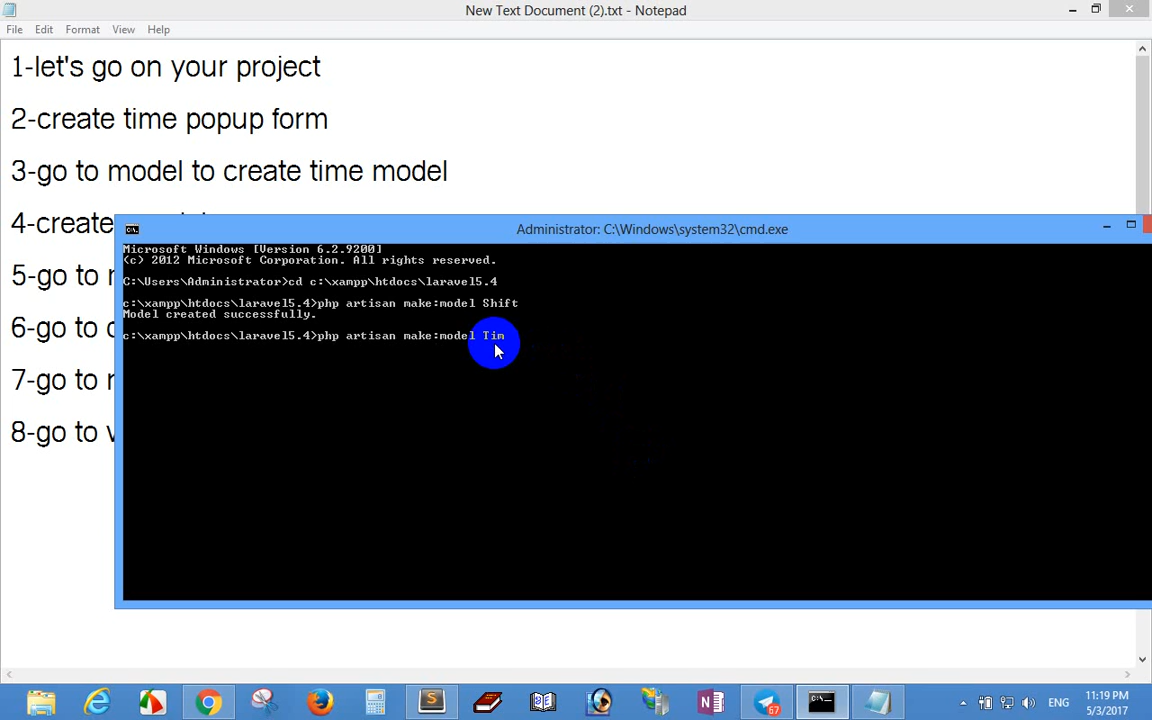 New Text Document (2).txt - Notepad
File Edit Format View Help
1-let's go on your project
2-create time popup form
3-go to model to create time model
4-create
5-go to
6-go to
7-go to
8-go to
Administrator: C:\Windows\system32\cmd.exe
Microsoft Windows [Version 6.2.9200]
(c) 2012 Microsoft Corporation. All rights reserved.
C:\Users\Administrator>cd c:\xampp\htdocs\laravel5.4
c:\xampp\htdocs\laravel5.4>php artisan make:model Shift
Model created successfully.
c:\xampp\htdocs\laravel5.4>php artisan make:model Tim
67
ENG
11:19 PM
5/3/2017